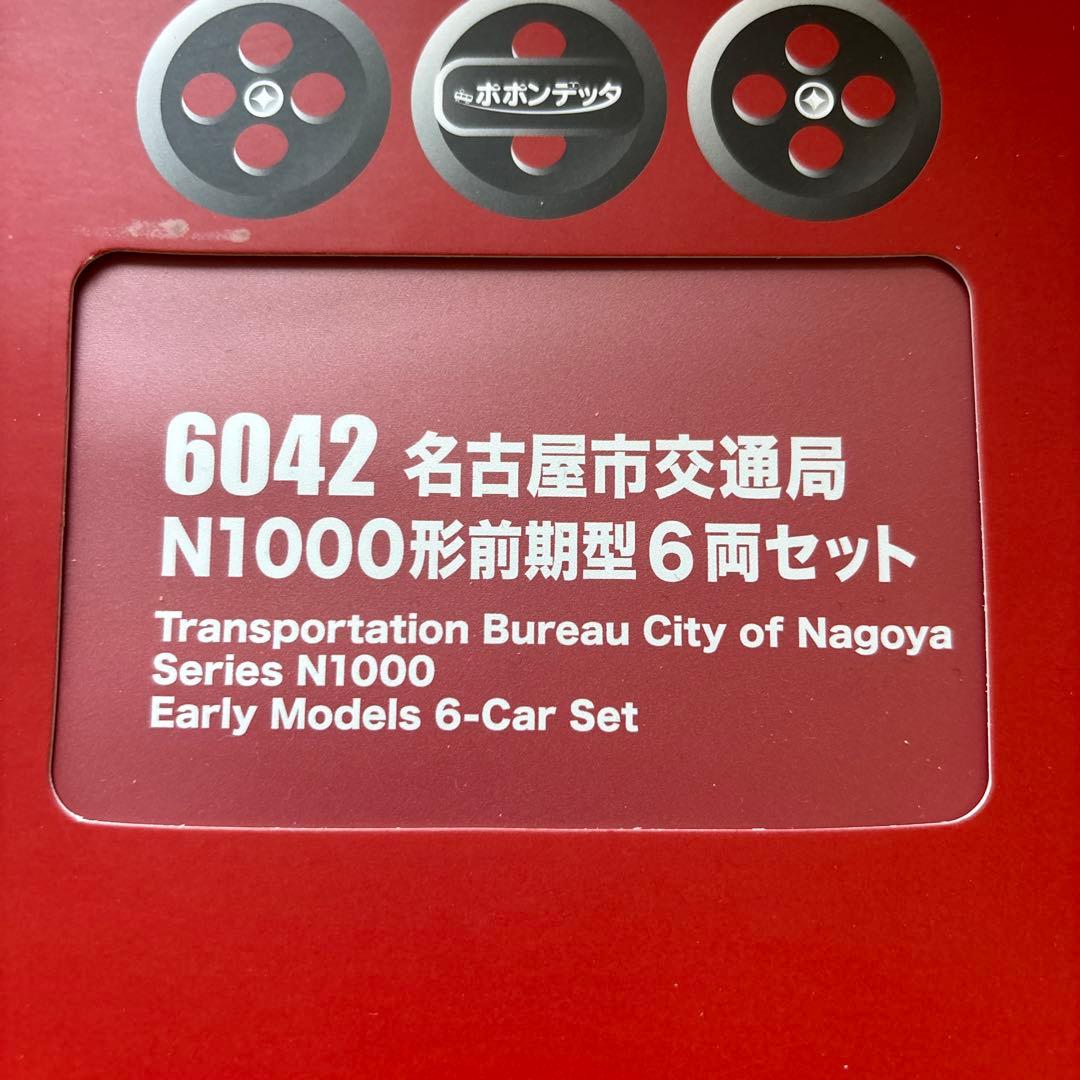 ポポンデッタ
6042 名古屋市交通局
N1000形前期型6両セット
Transportation Bureau City of Nagoya
Series N1000
Early Models 6-Car Set